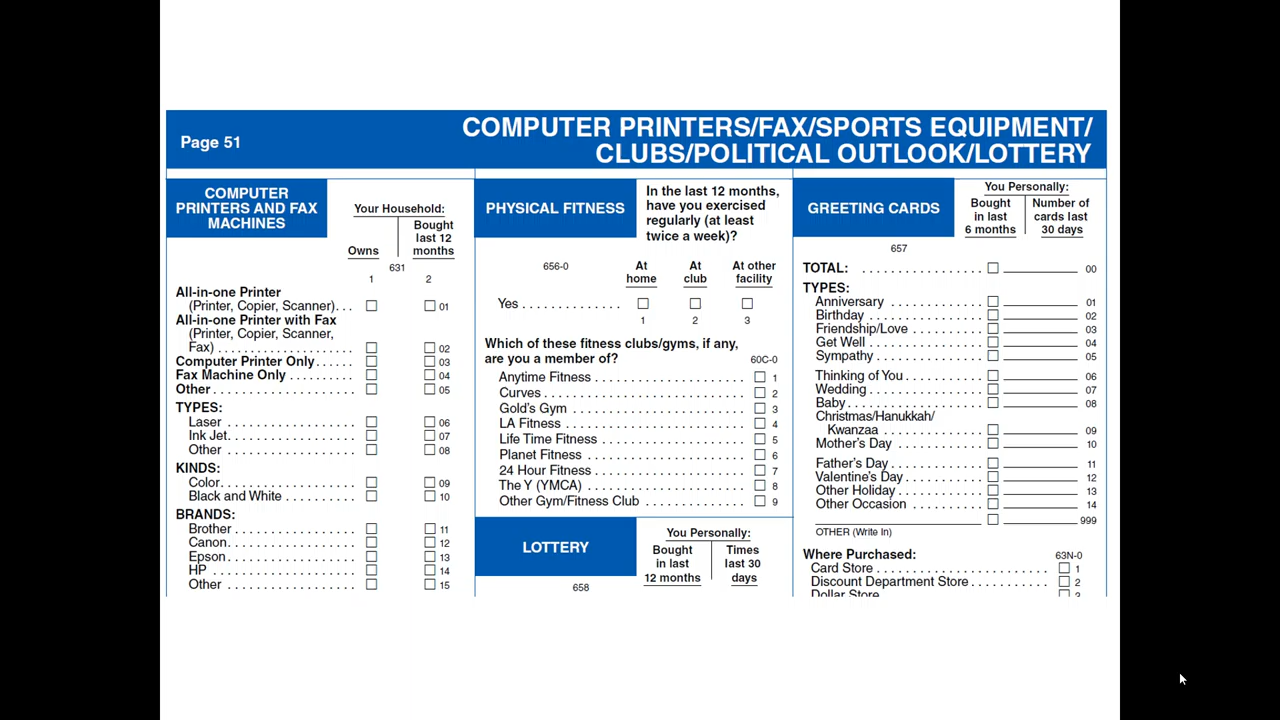 Page 51
COMPUTER PRINTERS/FAX/SPORTS EQUIPMENT/
CLUBS/POLITICAL OUTLOOK/LOTTERY
COMPUTER
PRINTERS AND FAX
MACHINES
Your Household:
Owns
Bought
last 12
months
631
1 2
All-in-one Printer
(Printer, Copier, Scanner). . . 01
All-in-one Printer with Fax
(Printer, Copier, Scanner,
Fax) . . . . . . . . . . . . . . . . . . . . 02
Computer Printer Only . . . . . . 03
Fax Machine Only . . . . . . . . . . 04
Other . . . . . . . . . . . . . . . . . . . . . 05
TYPES:
Laser . . . . . . . . . . . . . . . . . . . . 06
Ink Jet. . . . . . . . . . . . . . . . . . . 07
Other . . . . . . . . . . . . . . . . . . . . 08
KINDS:
Color. . . . . . . . . . . . . . . . . . . . 09
Black and White . . . . . . . . . . . 10
BRANDS:
Brother . . . . . . . . . . . . . . . . . . 11
Canon. . . . . . . . . . . . . . . . . . . 12
Epson. . . . . . . . . . . . . . . . . . . 13
HP . . . . . . . . . . . . . . . . . . . . . 14
Other . . . . . . . . . . . . . . . . . . . 15
PHYSICAL FITNESS
In the last 12 months,
have you exercised
regularly (at least
twice a week)?
656-0
At
home
At
club
At other
facility
Yes . . . . . . . . . . . . .
1 2 3
Which of these fitness clubs/gyms, if any,
are you a member of?
60C-0
Anytime Fitness . . . . . . . . . . . . . . . . . . . . 1
Curves . . . . . . . . . . . . . . . . . . . . . . . . . . . 2
Gold's Gym . . . . . . . . . . . . . . . . . . . . . . . 3
LA Fitness . . . . . . . . . . . . . . . . . . . . . . . . 4
Life Time Fitness . . . . . . . . . . . . . . . . . . . 5
Planet Fitness . . . . . . . . . . . . . . . . . . . . . 6
24 Hour Fitness . . . . . . . . . . . . . . . . . . . . 7
The Y (YMCA) . . . . . . . . . . . . . . . . . . . . . 8
Other Gym/Fitness Club . . . . . . . . . . . . . 9
LOTTERY
You Personally:
Bought
in last
12 months
Times
last 30
days
658
GREETING CARDS
You Personally:
Bought
in last
6 months
Number of
cards last
30 days
657
TOTAL: . . . . . . . . . . . . . . . . 00
TYPES:
Anniversary . . . . . . . . . . . . 01
Birthday . . . . . . . . . . . . . . . 02
Friendship/Love . . . . . . . . . 03
Get Well . . . . . . . . . . . . . . . 04
Sympathy . . . . . . . . . . . . . . 05
Thinking of You . . . . . . . . . . 06
Wedding . . . . . . . . . . . . . . . 07
Baby . . . . . . . . . . . . . . . . . . 08
Christmas/Hanukkah/
Kwanzaa . . . . . . . . . . . . . 09
Mother's Day . . . . . . . . . . . 10
Father's Day . . . . . . . . . . . . 11
Valentine's Day . . . . . . . . . . 12
Other Holiday . . . . . . . . . . . 13
Other Occasion . . . . . . . . . . 14
999
OTHER (Write In)
Where Purchased:
63N-0
Card Store . . . . . . . . . . . . . . . . . . . . . . . . 1
Discount Department Store . . . . . . . . . . . 2
Dollar Store